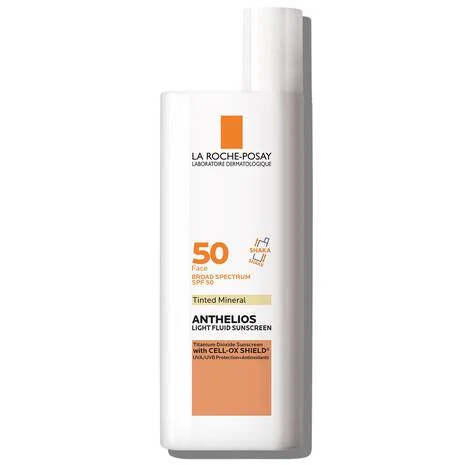 LA ROCHE-POSAY
LABORATOIRE DERMATOLOGIQUE
50
Face
BROAD SPECTRUM
SPF 50
SHAKA
SHAKE
Tinted Mineral
ANTHELIOS
LIGHT FLUID SUNSCREEN
Titanium Dioxide Sunscreen
with CELL-OX SHIELD®
UVA/UVB Protection+Antioxidants